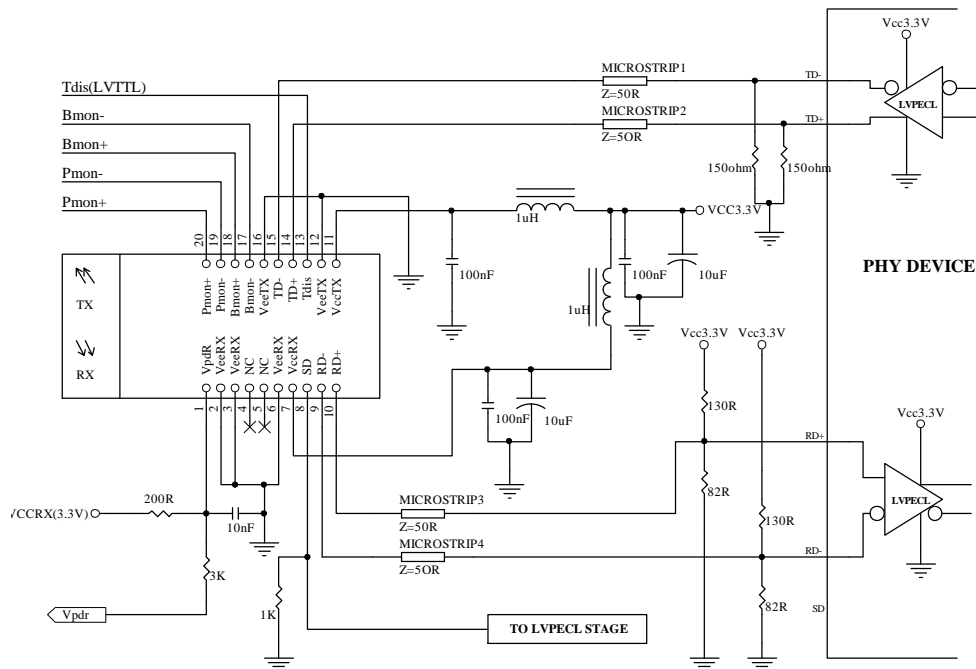 Vcc3.3V
MICROSTRIP1
Z=50R
TD-
LVPECL
Tdis(LVTTL)
MICROSTRIP2
Z=5OR
TD+
Bmon-
Bmon+
150ohm
150ohm
Pmon-
Pmon+
1uH
VCC3.3V
20
19
18
17
16
15
14
13
12
11
100nF
100nF
10uF
PHY DEVICE
TX
Pmon+
Pmon-
Bmon+
Bmon-
VeeTX
TD-
TD+
Tdis
VeeTX
VccTX
1uH
RX
VpdR
VeeRX
VeeRX
NC
NC
VeeRX
VccRX
SD
RD-
RD+
Vcc3.3V
Vcc3.3V
1
2
3
4
5
6
7
8
9
10
100nF
10uF
130R
Vcc3.3V
RD+
82R
LVPECL
VCCRX(3.3V)
200R
10nF
MICROSTRIP3
Z=50R
130R
MICROSTRIP4
Z=5OR
RD-
3K
1K
82R
SD
Vpdr
TO LVPECL STAGE